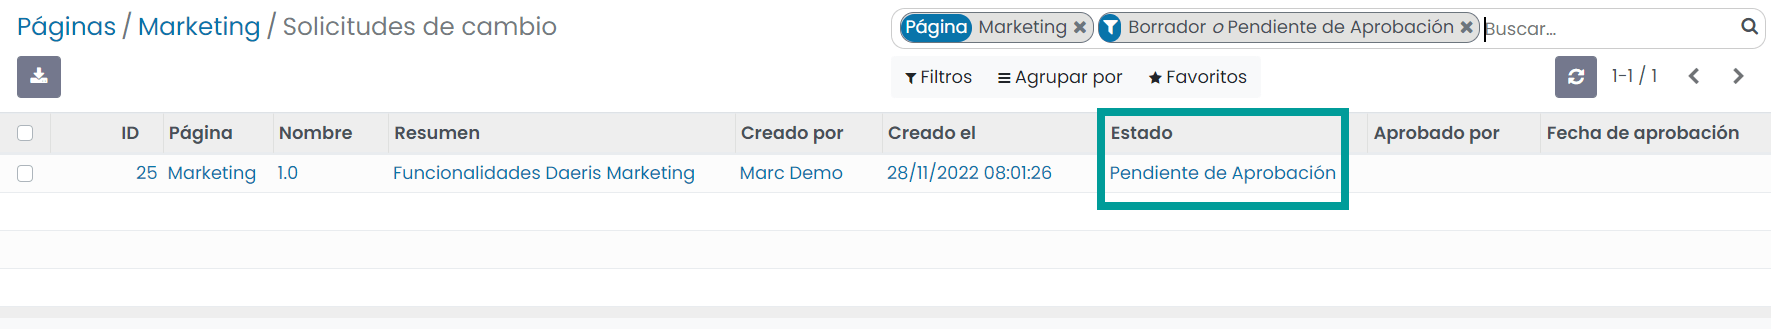 Páginas / Marketing / Solicitudes de cambio
Página Marketing ✖ Borrador o Pendiente de Aprobación ✖ Buscar...
Filtros Agrupar por Favoritos 1-1 / 1
ID Página Nombre Resumen Creado por Creado el Estado Aprobado por Fecha de aprobación
25 Marketing 1.0 Funcionalidades Daeris Marketing Marc Demo 28/11/2022 08:01:26 Pendiente de Aprobación